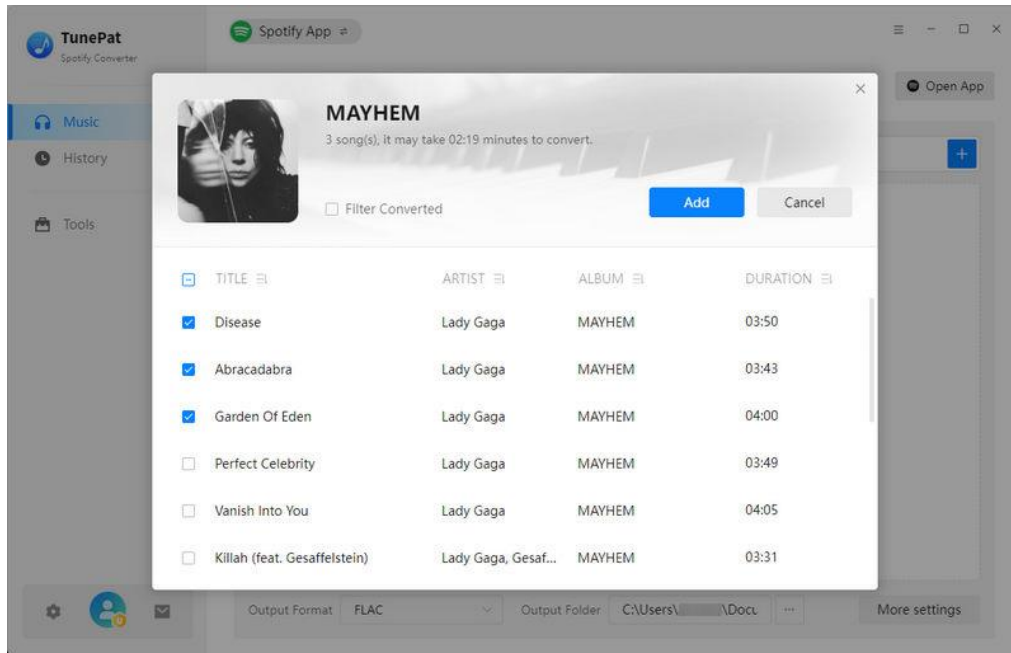 TunePat
Spotify Converter
Spotify App
Open App
Music
History
Tools
MAYHEM
3 song(s), it may take 02:19 minutes to convert.
Filter Converted
Add Cancel
TITLE ARTIST ALBUM DURATION
Disease Lady Gaga MAYHEM 03:50
Abracadabra Lady Gaga MAYHEM 03:43
Garden Of Eden Lady Gaga MAYHEM 04:00
Perfect Celebrity Lady Gaga MAYHEM 03:49
Vanish Into You Lady Gaga MAYHEM 04:05
Killah (feat. Gesaffelstein) Lady Gaga, Gesaf... MAYHEM 03:31
Output Format FLAC Output Folder C:\Users\ \Docu ... More settings